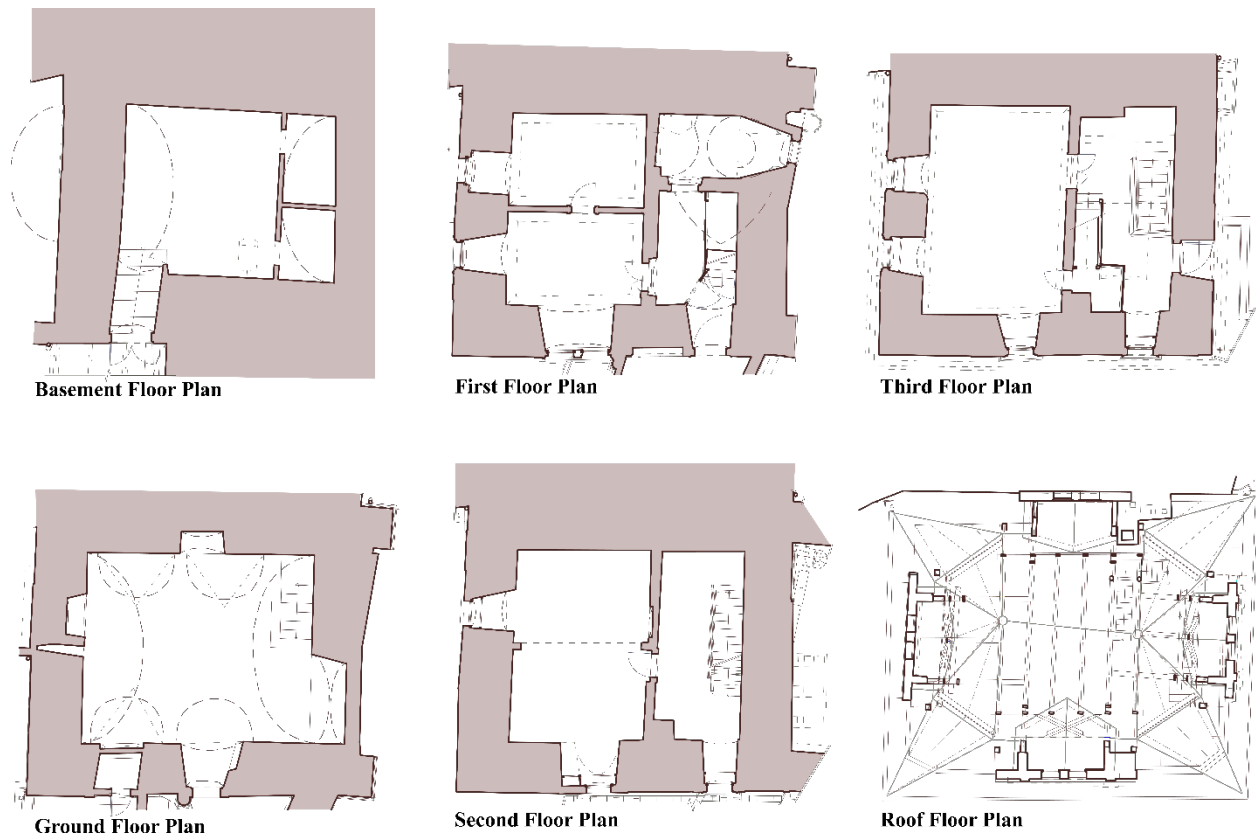 Basement Floor Plan
First Floor Plan
Third Floor Plan
Ground Floor Plan
Second Floor Plan
Roof Floor Plan